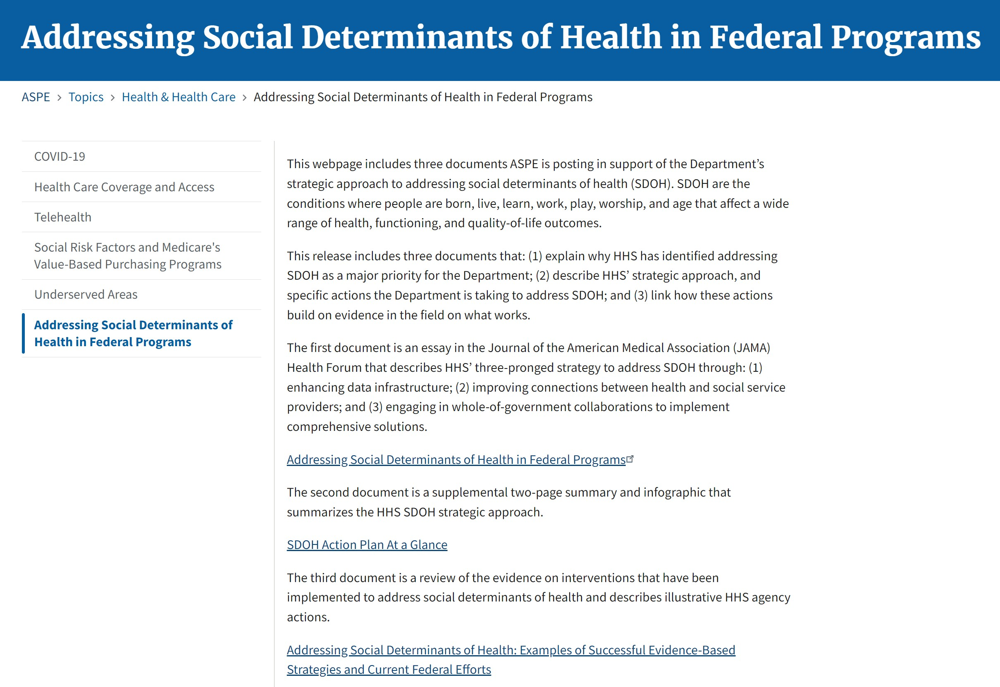 Addressing Social Determinants of Health in Federal Programs
ASPE > Topics > Health & Health Care > Addressing Social Determinants of Health in Federal Programs
COVID-19
Health Care Coverage and Access
Telehealth
Social Risk Factors and Medicare's
Value-Based Purchasing Programs
Underserved Areas
Addressing Social Determinants of
Health in Federal Programs
This webpage includes three documents ASPE is posting in support of the Department’s
strategic approach to addressing social determinants of health (SDOH). SDOH are the
conditions where people are born, live, learn, work, play, worship, and age that affect a wide
range of health, functioning, and quality-of-life outcomes.
This release includes three documents that: (1) explain why HHS has identified addressing
SDOH as a major priority for the Department; (2) describe HHS’ strategic approach, and
specific actions the Department is taking to address SDOH; and (3) link how these actions
build on evidence in the field on what works.
The first document is an essay in the Journal of the American Medical Association (JAMA)
Health Forum that describes HHS’ three-pronged strategy to address SDOH through: (1)
enhancing data infrastructure; (2) improving connections between health and social service
providers; and (3) engaging in whole-of-government collaborations to implement
comprehensive solutions.
Addressing Social Determinants of Health in Federal Programs
The second document is a supplemental two-page summary and infographic that
summarizes the HHS SDOH strategic approach.
SDOH Action Plan At a Glance
The third document is a review of the evidence on interventions that have been
implemented to address social determinants of health and describes illustrative HHS agency
actions.
Addressing Social Determinants of Health: Examples of Successful Evidence-Based
Strategies and Current Federal Efforts